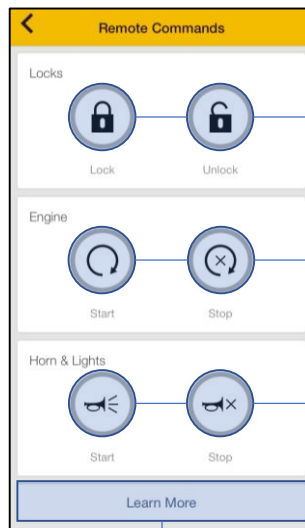 Remote Commands
Locks
Lock Unlock
Engine
Start Stop
Horn & Lights
Start Stop
Learn More